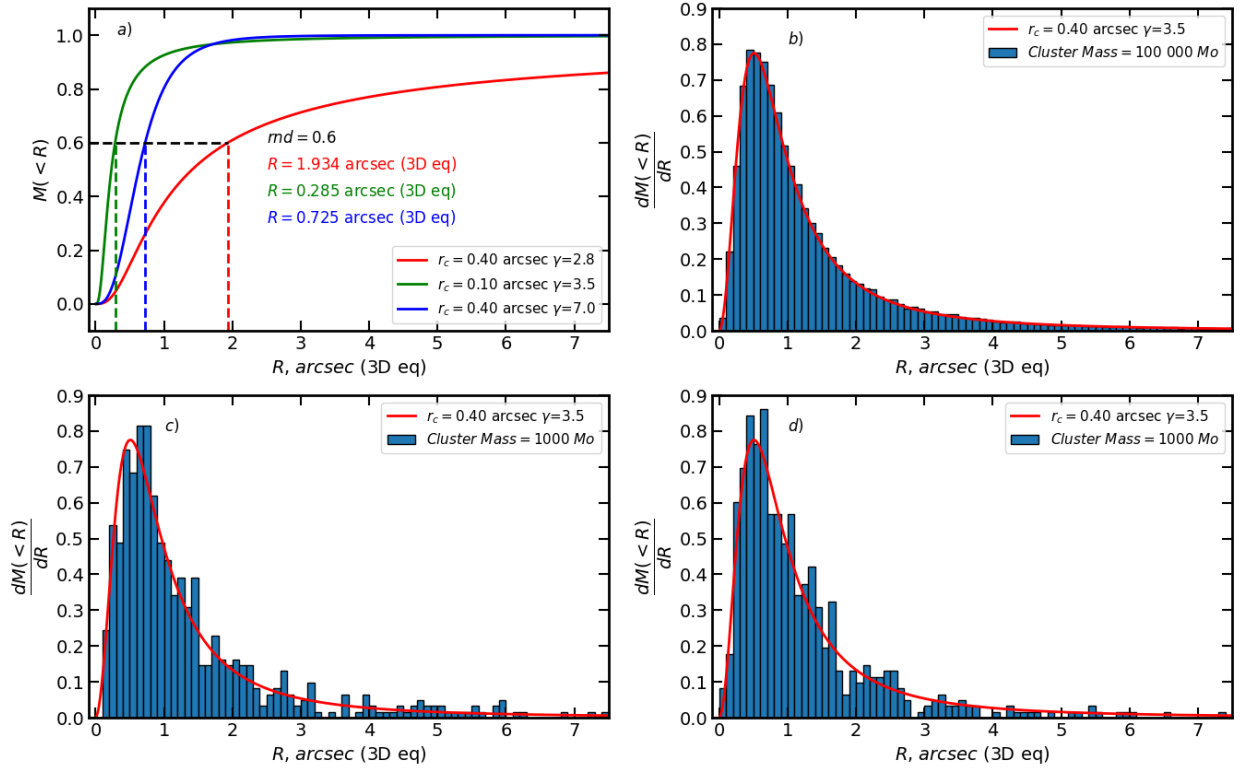 a)
M(< R)
1.0
0.8
0.6
0.4
0.2
0.0
rnd = 0.6
R = 1.934 arcsec (3D eq)
R = 0.285 arcsec (3D eq)
R = 0.725 arcsec (3D eq)
r_c = 0.40 arcsec γ=2.8
r_c = 0.10 arcsec γ=3.5
r_c = 0.40 arcsec γ=7.0
0 1 2 3 4 5 6 7
R, arcsec (3D eq)
b)
dM(< R)
dR
0.9
0.8
0.7
0.6
0.5
0.4
0.3
0.2
0.1
0.0
r_c = 0.40 arcsec γ=3.5
Cluster Mass = 100 000 Mo
0 1 2 3 4 5 6 7
R, arcsec (3D eq)
c)
dM(< R)
dR
0.9
0.8
0.7
0.6
0.5
0.4
0.3
0.2
0.1
0.0
r_c = 0.40 arcsec γ=3.5
Cluster Mass = 1000 Mo
0 1 2 3 4 5 6 7
R, arcsec (3D eq)
d)
dM(< R)
dR
0.9
0.8
0.7
0.6
0.5
0.4
0.3
0.2
0.1
0.0
r_c = 0.40 arcsec γ=3.5
Cluster Mass = 1000 Mo
0 1 2 3 4 5 6 7
R, arcsec (3D eq)